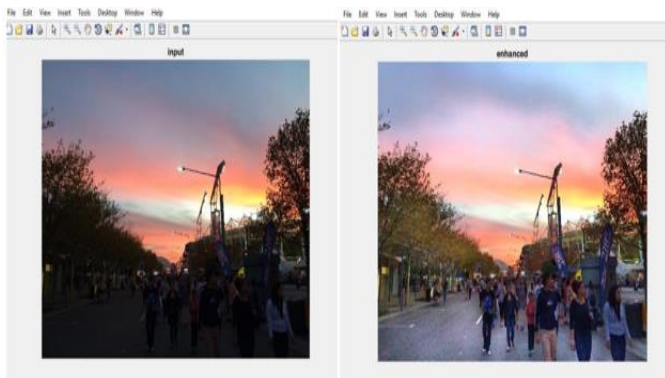 File Edit View Insert Tools Desktop Window Help
input
File Edit View Insert Tools Desktop Window Help
enhanced